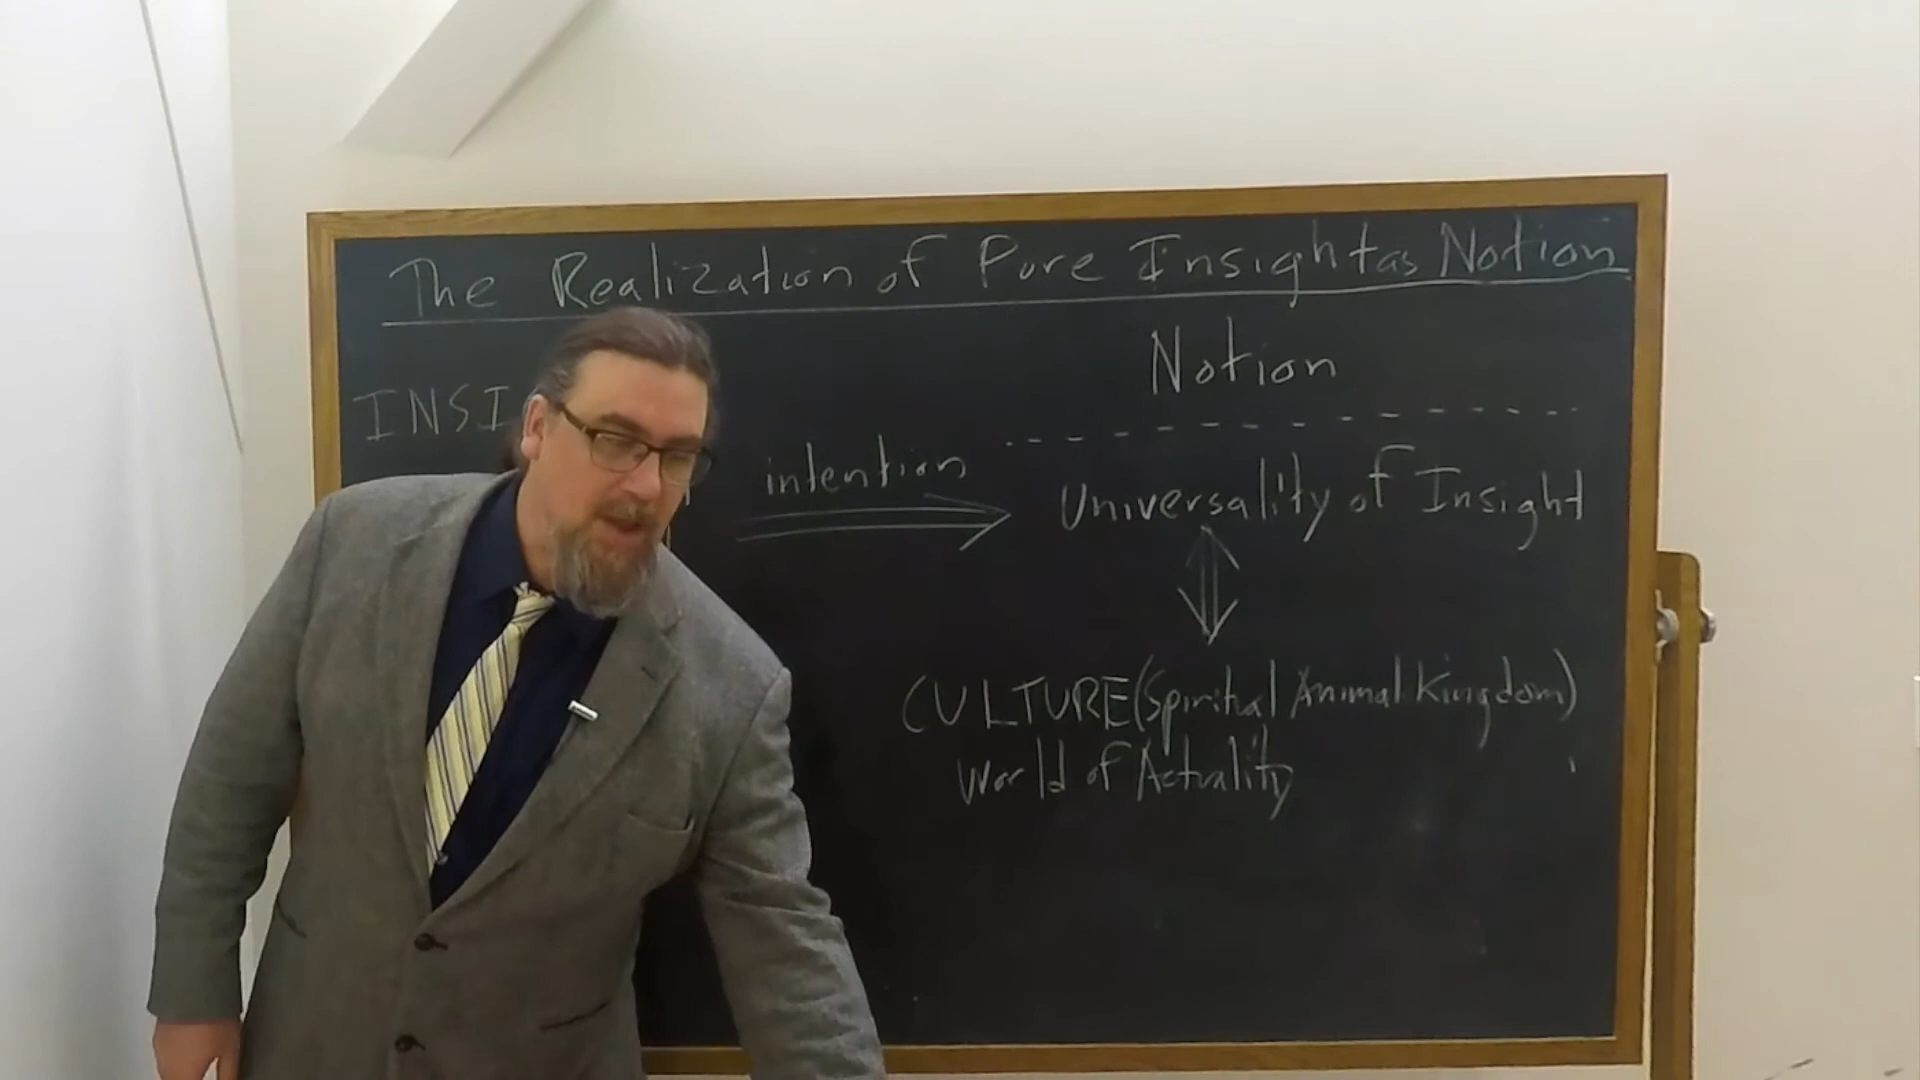 The Realization of Pure Insight as Notion
Notion
INSI
intention
Universality of Insight
CULTURE (Spiritual Animal Kingdom)
World of Actuality